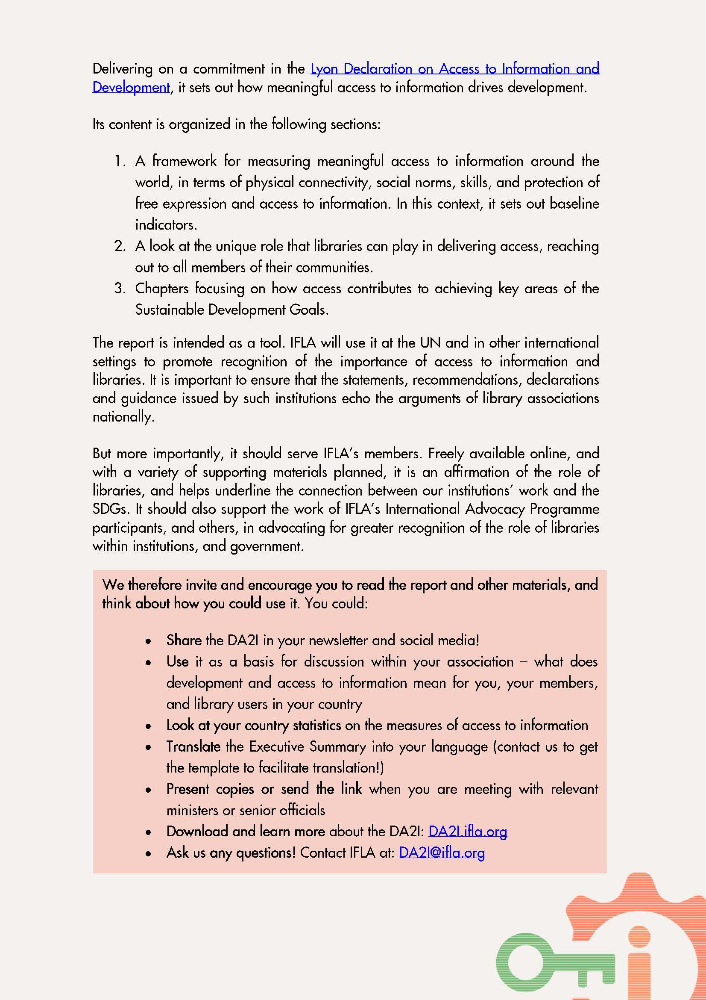 Delivering on a commitment in the Lyon Declaration on Access to Information and
Development, it sets out how meaningful access to information drives development.
Its content is organized in the following sections:
1. A framework for measuring meaningful access to information around the
world, in terms of physical connectivity, social norms, skills, and protection of
free expression and access to information. In this context, it sets out baseline
indicators.
2. A look at the unique role that libraries can play in delivering access, reaching
out to all members of their communities.
3. Chapters focusing on how access contributes to achieving key areas of the
Sustainable Development Goals.
The report is intended as a tool. IFLA will use it at the UN and in other international
settings to promote recognition of the importance of access to information and
libraries. It is important to ensure that the statements, recommendations, declarations
and guidance issued by such institutions echo the arguments of library associations
nationally.
But more importantly, it should serve IFLA’s members. Freely available online, and
with a variety of supporting materials planned, it is an affirmation of the role of
libraries, and helps underline the connection between our institutions’ work and the
SDGs. It should also support the work of IFLA’s International Advocacy Programme
participants, and others, in advocating for greater recognition of the role of libraries
within institutions, and government.
We therefore invite and encourage you to read the report and other materials, and
think about how you could use it. You could:
• Share the DA2I in your newsletter and social media!
• Use it as a basis for discussion within your association – what does
development and access to information mean for you, your members,
and library users in your country
• Look at your country statistics on the measures of access to information
• Translate the Executive Summary into your language (contact us to get
the template to facilitate translation!)
• Present copies or send the link when you are meeting with relevant
ministers or senior officials
• Download and learn more about the DA2I: DA2I.ifla.org
• Ask us any questions! Contact IFLA at: DA2I@ifla.org
i